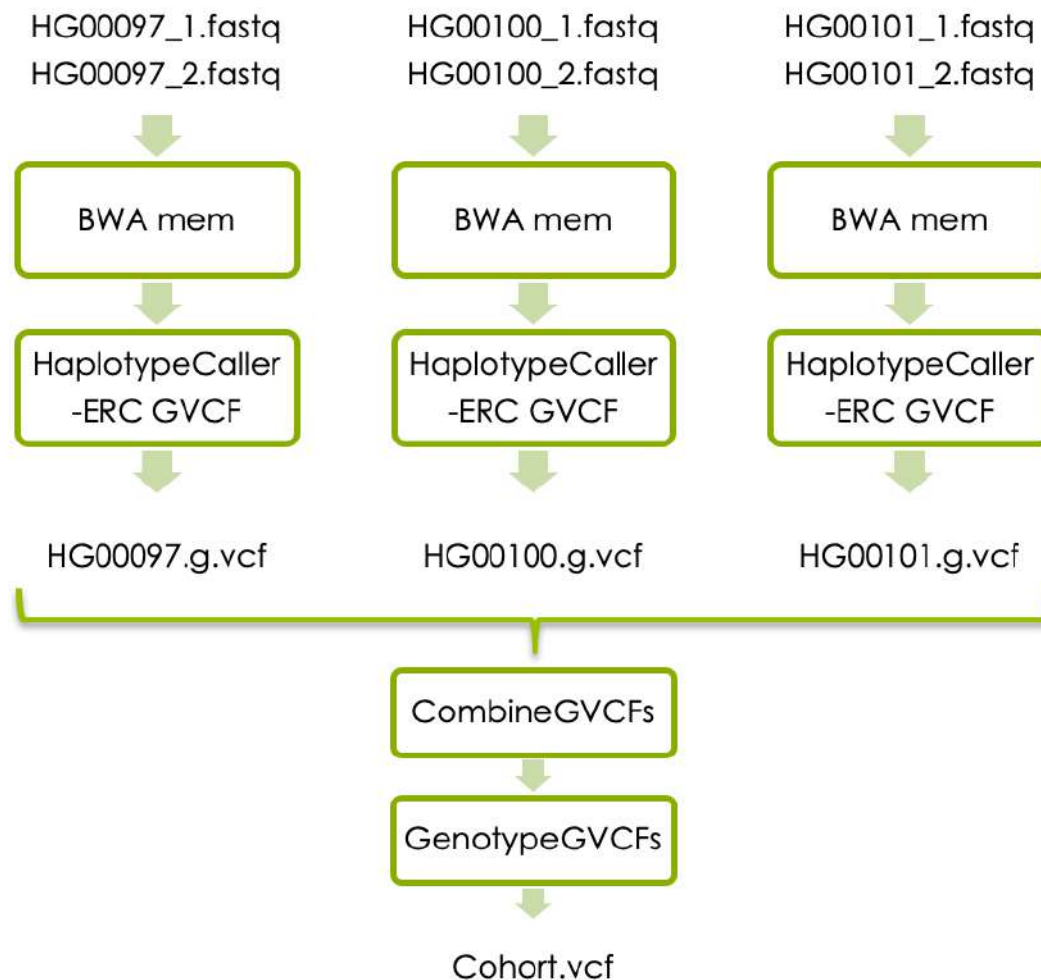 HG00097_1.fastq
HG00097_2.fastq
HG00100_1.fastq
HG00100_2.fastq
HG00101_1.fastq
HG00101_2.fastq
BWA mem
BWA mem
BWA mem
HaplotypeCaller
-ERC GVCF
HaplotypeCaller
-ERC GVCF
HaplotypeCaller
-ERC GVCF
HG00097.g.vcf
HG00100.g.vcf
HG00101.g.vcf
CombineGVCFs
GenotypeGVCFs
Cohort.vcf